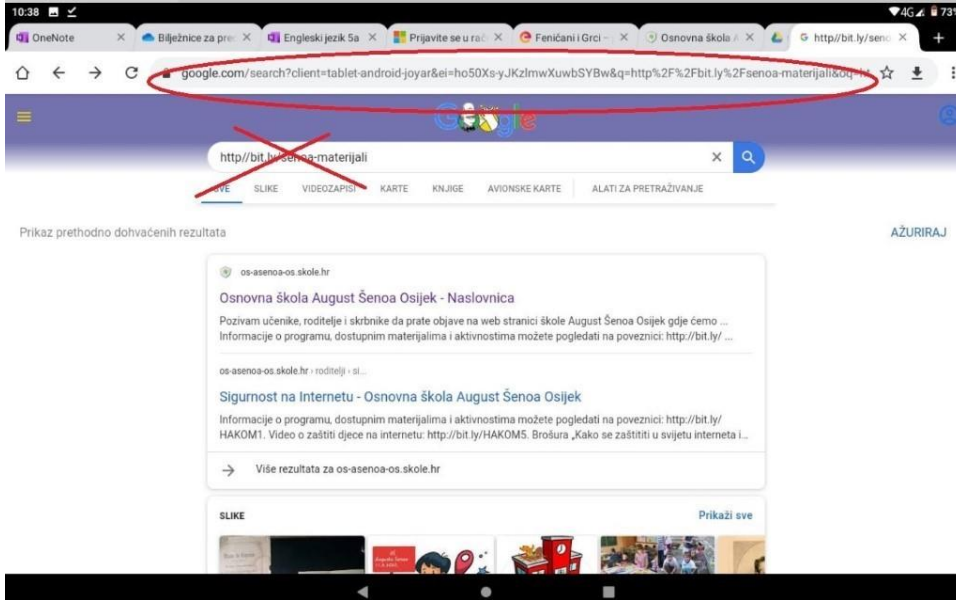 10:38 4G 73%
OneNote Bilježnice za pre Engleski jezik 5a Prijavite se u rač Feničani i Grci – Osnovna škola A G http//bit.ly/seno
google.com/search?client=tablet-android-joyar&ei=ho50Xs-yJKzlmwXuwbSYBw&q=http%2F%2Fbit.ly%2Fsenoa-materijali&oq=
Google
http//bit.ly/senoa-materijali
SVE SLIKE VIDEOZAPISI KARTE KNJIGE AVIONSKE KARTE ALATI ZA PRETRAŽIVANJE
Prikaz prethodno dohvaćenih rezultata AŽURIRAJ
os-asenoa-os.skole.hr
Osnovna škola August Šenoa Osijek - Naslovnica
Pozivam učenike, roditelje i skrbnike da prate objave na web stranici škole August Šenoa Osijek gdje ćemo ...
Informacije o programu, dostupnim materijalima i aktivnostima možete pogledati na poveznici: http://bit.ly/ ...
os-asenoa-os.skole.hr › roditelji › si...
Sigurnost na Internetu - Osnovna škola August Šenoa Osijek
Informacije o programu, dostupnim materijalima i aktivnostima možete pogledati na poveznici: http://bit.ly/
HAKOM1. Video o zaštiti djece na internetu: http://bit.ly/HAKOM5. Brošura „Kako se zaštititi u svijetu interneta i...
Više rezultata za os-asenoa-os.skole.hr
SLIKE Prikaži sve